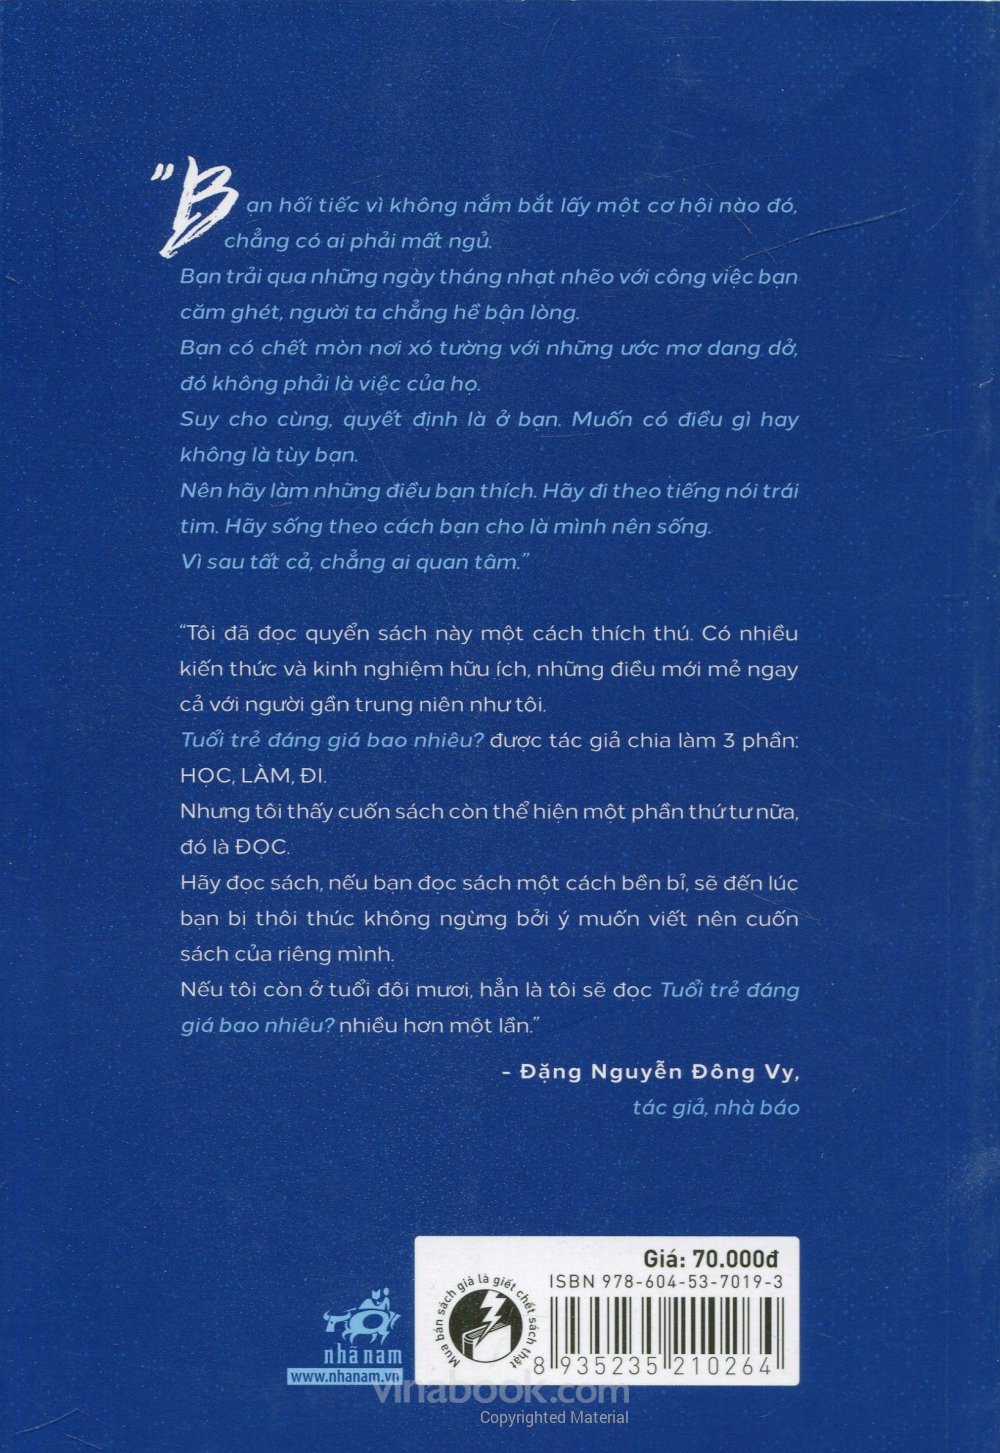 "Bạn hối tiếc vì không nắm bắt lấy một cơ hội nào đó,
chẳng có ai phải mất ngủ.
Bạn trải qua những ngày tháng nhạt nhẽo với công việc bạn
căm ghét, người ta chẳng hề bận lòng.
Bạn có chết mòn nơi xó tường với những ước mơ dang dở,
đó không phải là việc của họ.
Suy cho cùng, quyết định là ở bạn. Muốn có điều gì hay
không là tùy bạn.
Nên hãy làm những điều bạn thích. Hãy đi theo tiếng nói trái
tim. Hãy sống theo cách bạn cho là mình nên sống.
Vì sau tất cả, chẳng ai quan tâm."
"Tôi đã đọc quyển sách này một cách thích thú. Có nhiều
kiến thức và kinh nghiệm hữu ích, những điều mới mẻ ngay
cả với người gần trung niên như tôi.
Tuổi trẻ đáng giá bao nhiêu? được tác giả chia làm 3 phần:
HỌC, LÀM, ĐI.
Nhưng tôi thấy cuốn sách còn thể hiện một phần thứ tư nữa,
đó là ĐỌC.
Hãy đọc sách, nếu bạn đọc sách một cách bền bỉ, sẽ đến lúc
bạn bị thôi thúc không ngừng bởi ý muốn viết nên cuốn
sách của riêng mình.
Nếu tôi còn ở tuổi đôi mươi, hẳn là tôi sẽ đọc Tuổi trẻ đáng
giá bao nhiêu? nhiều hơn một lần."
– Đặng Nguyễn Đông Vy,
tác giả, nhà báo
Giá: 70.000đ
ISBN 978-604-53-7019-3
Mua bán sách giả là giết chết sách thật
8 935235 210264
nhã nam
www.nhanam.vn
vinabook.com
Copyrighted Material